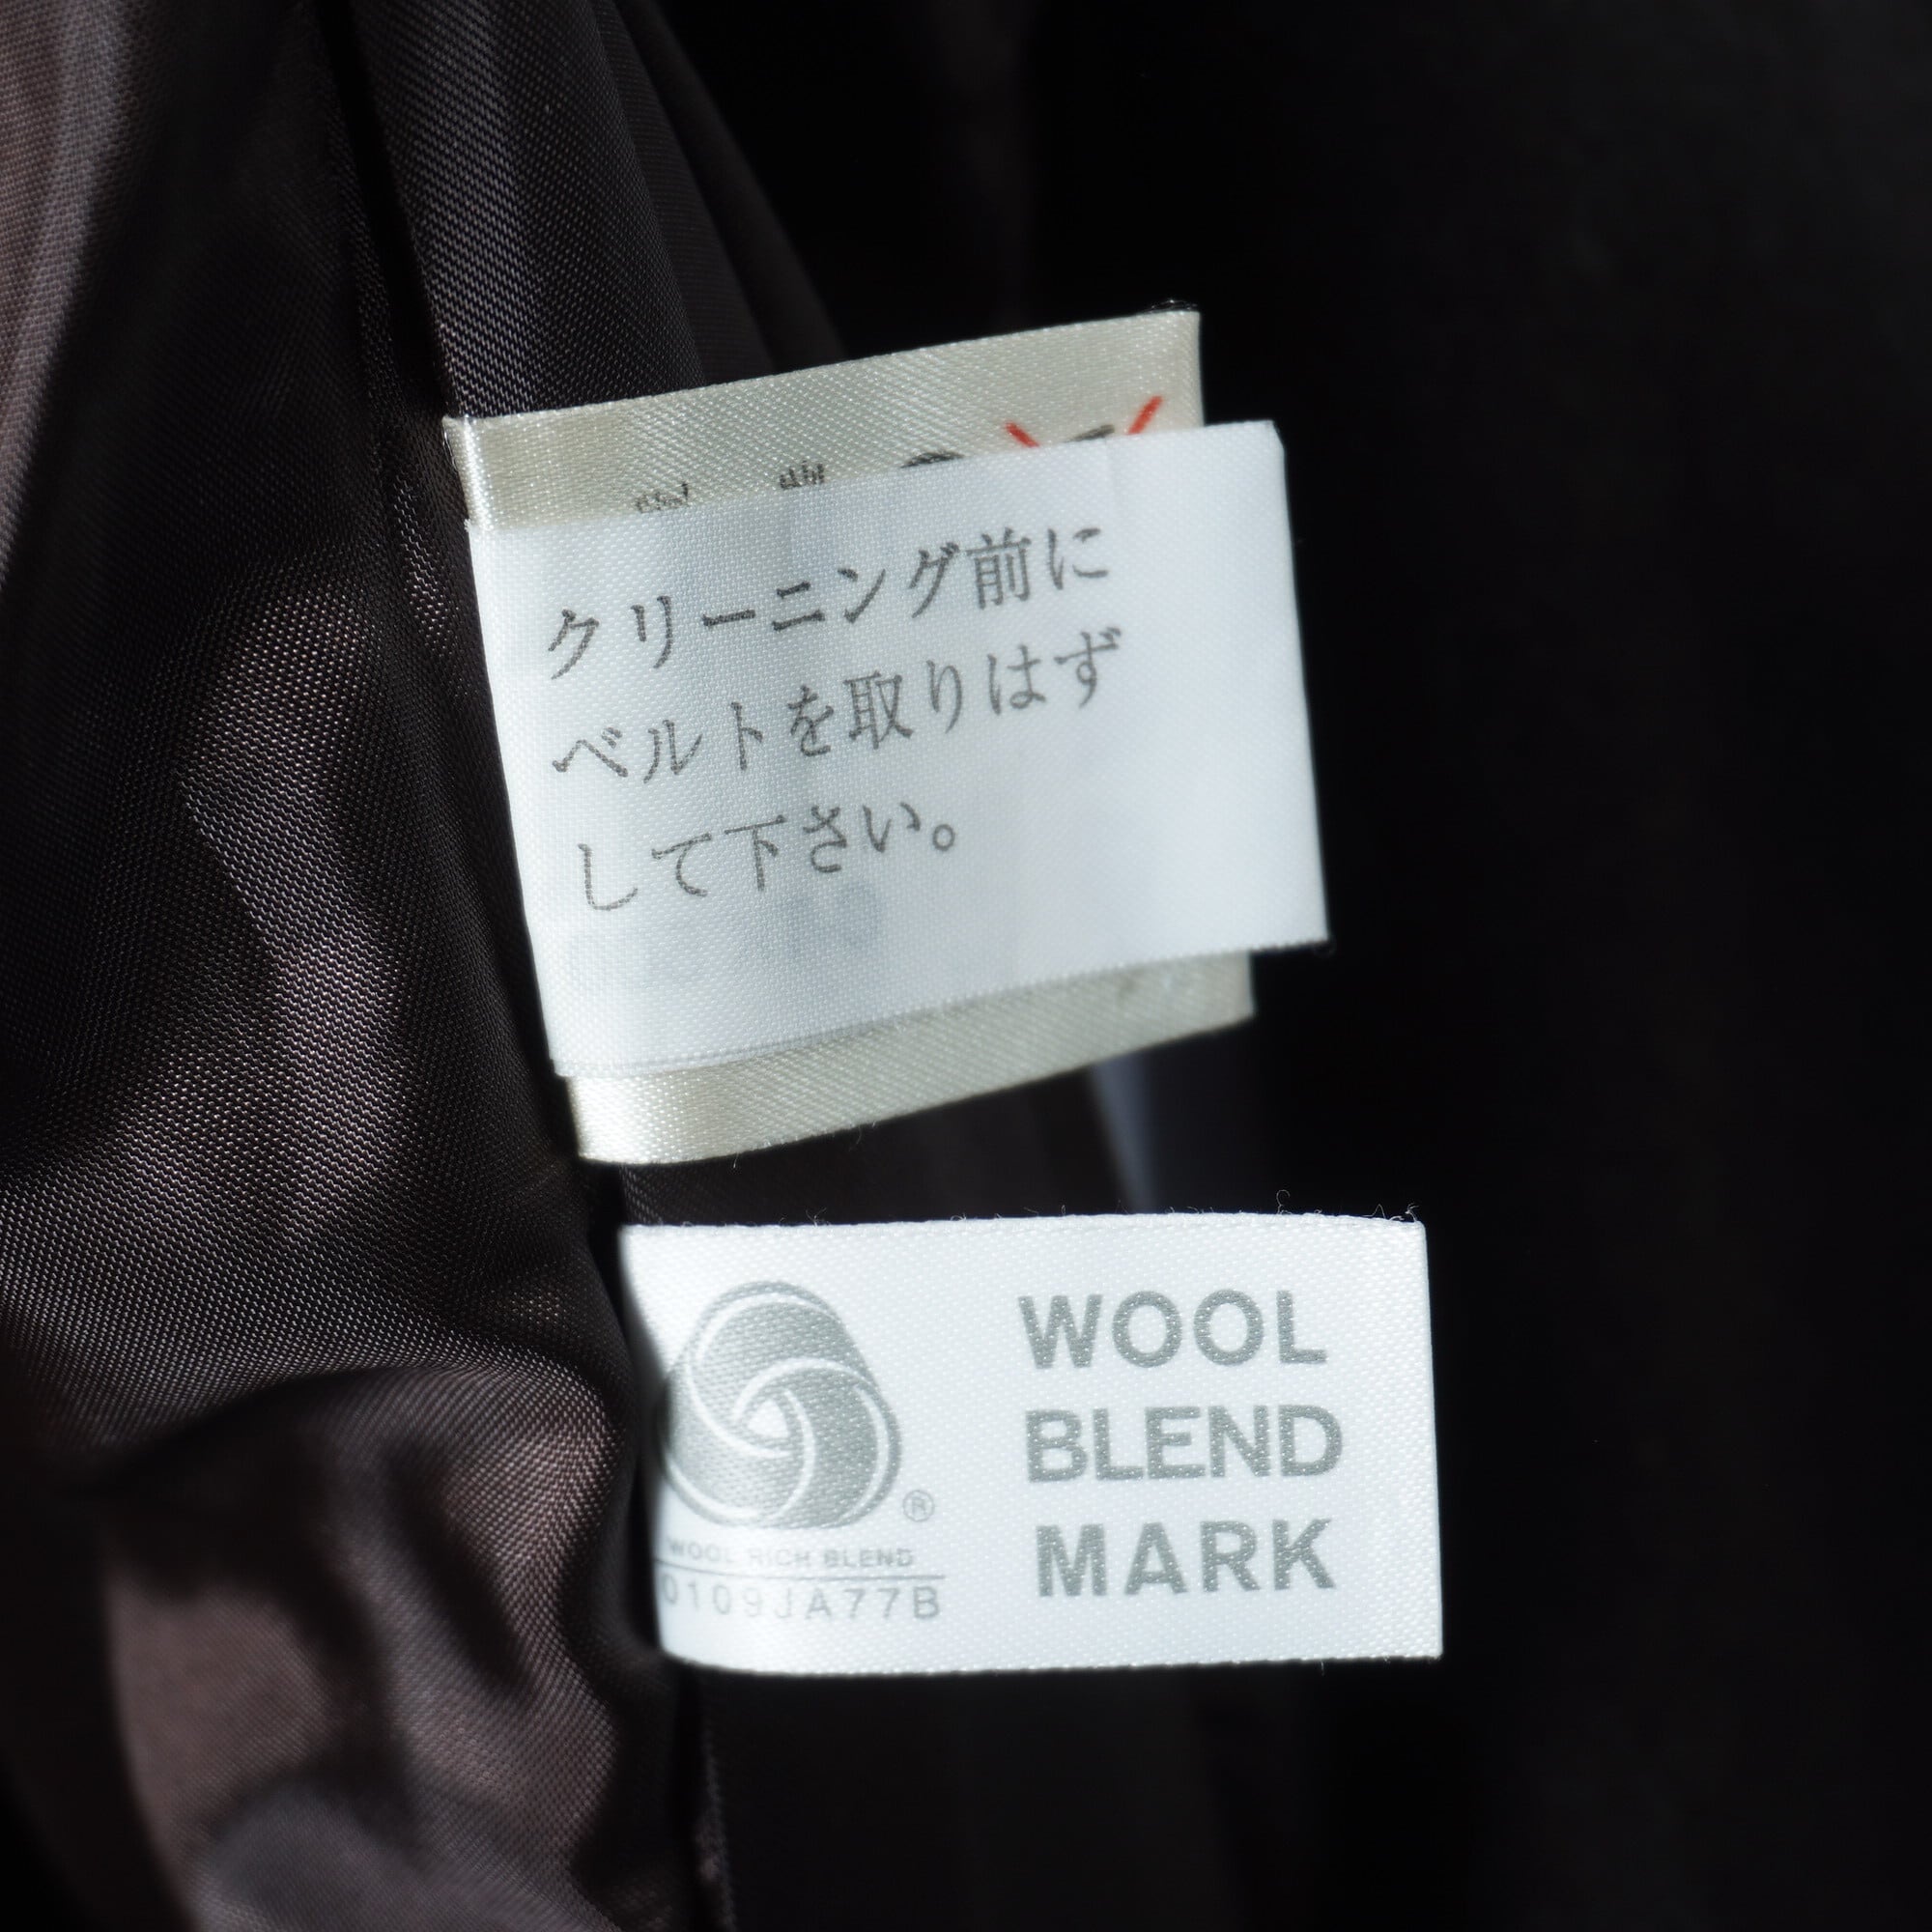 クリーニング前に
ベルトを取りはず
して下さい。
WOOL
BLEND
MARK
®
WOOL RICH BLEND
0109JA77B